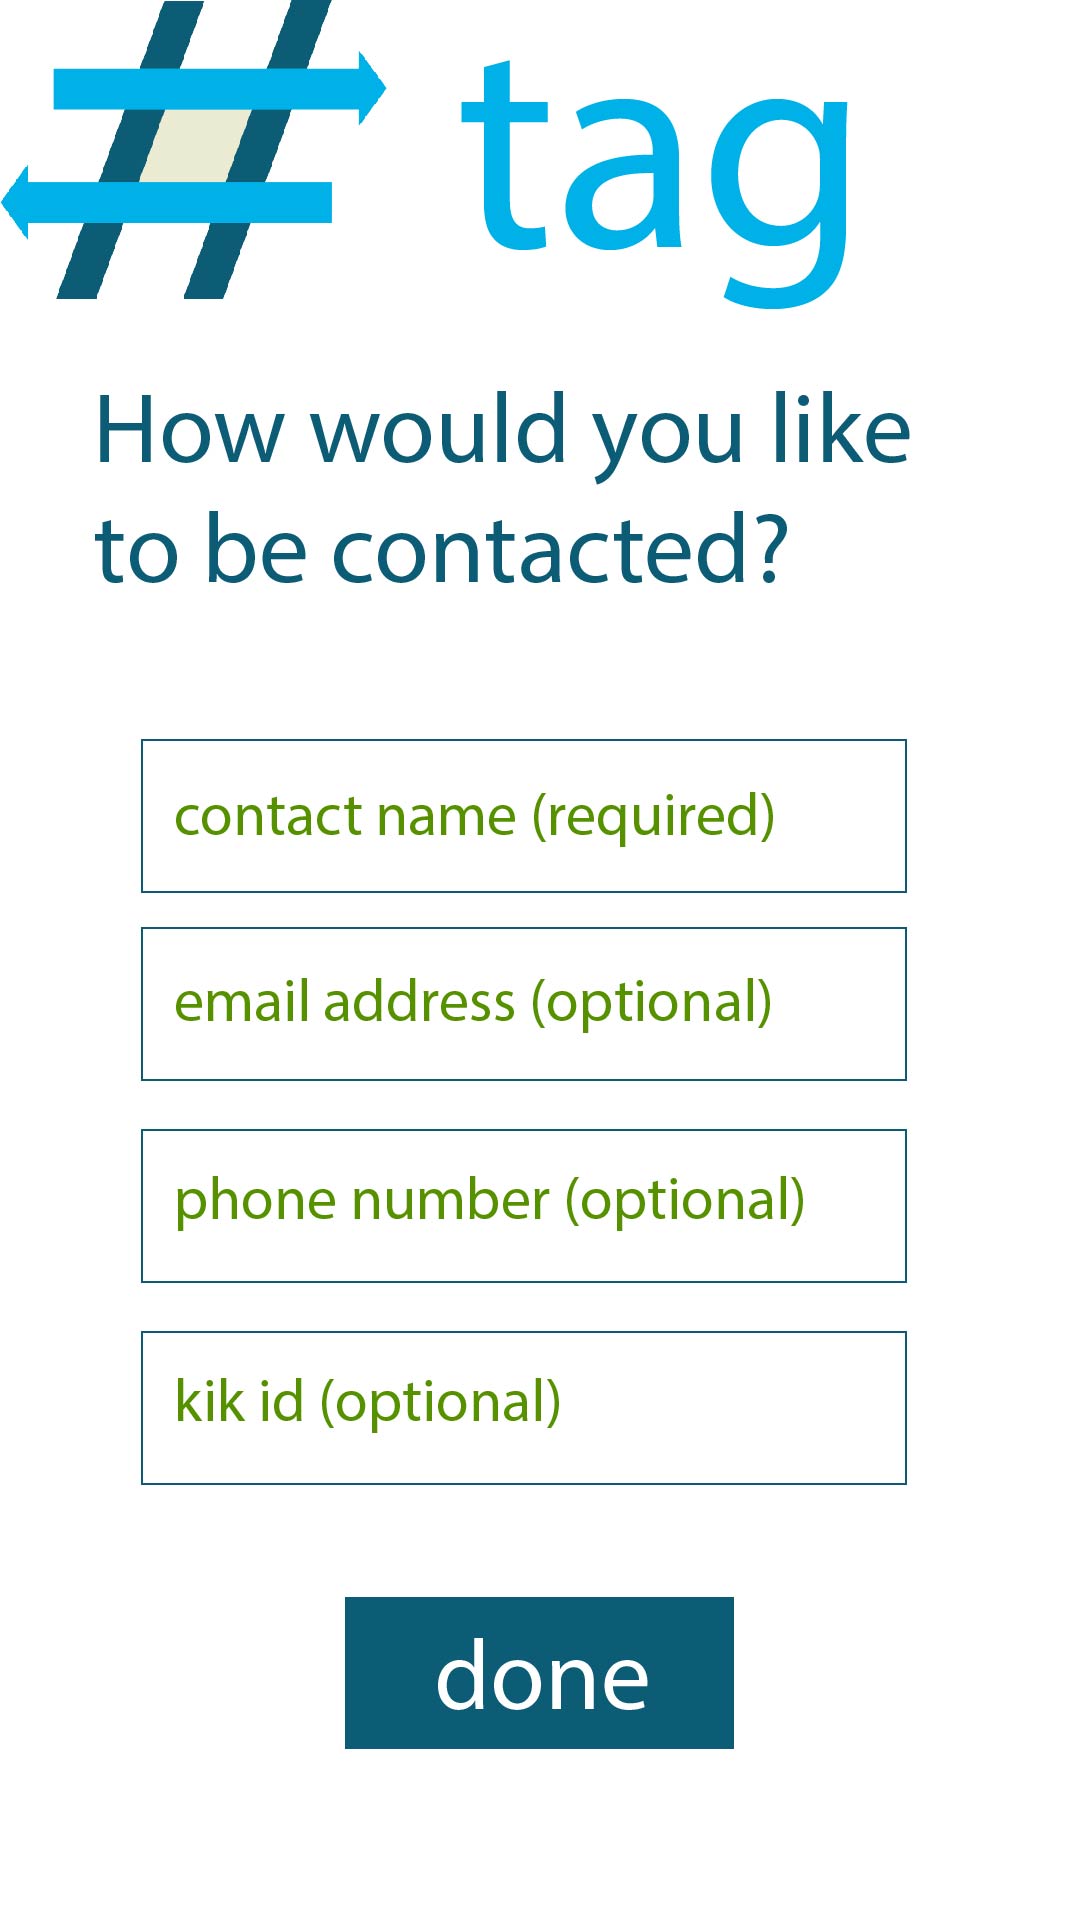 # tag
How would you like
to be contacted?
contact name (required)
email address (optional)
phone number (optional)
kik id (optional)
done